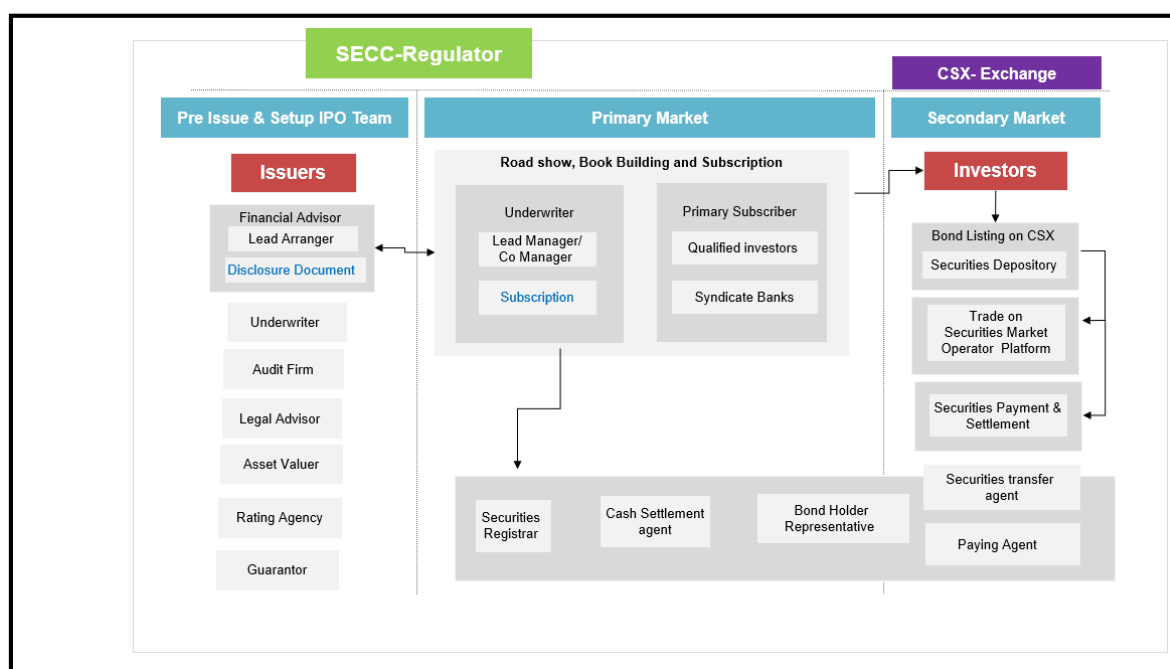 SECC-Regulator
CSX- Exchange
Pre Issue & Setup IPO Team
Primary Market
Secondary Market
Issuers
Financial Advisor
Lead Arranger
Disclosure Document
Underwriter
Audit Firm
Legal Advisor
Asset Valuer
Rating Agency
Guarantor
Road show, Book Building and Subscription
Underwriter
Lead Manager/
Co Manager
Subscription
Primary Subscriber
Qualified investors
Syndicate Banks
Investors
Bond Listing on CSX
Securities Depository
Trade on
Securities Market
Operator Platform
Securities Payment &
Settlement
Securities
Registrar
Cash Settlement
agent
Bond Holder
Representative
Securities transfer
agent
Paying Agent